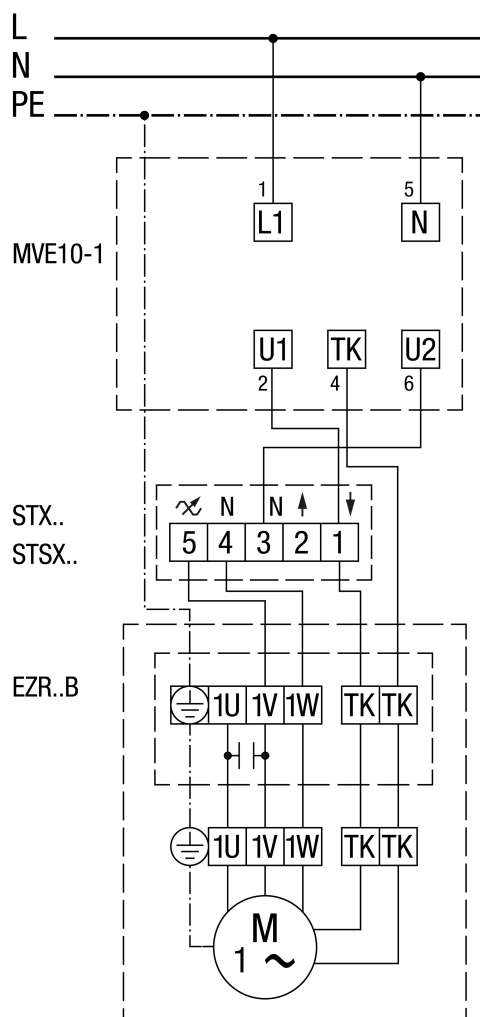 L
N
PE
1 5
L1 N
MVE10-1
U1 TK U2
2 4 6
STX..
STSX..
N N
5 4 3 2 1
EZR..B
1U 1V 1W TK TK
1U 1V 1W TK TK
M
1 ~